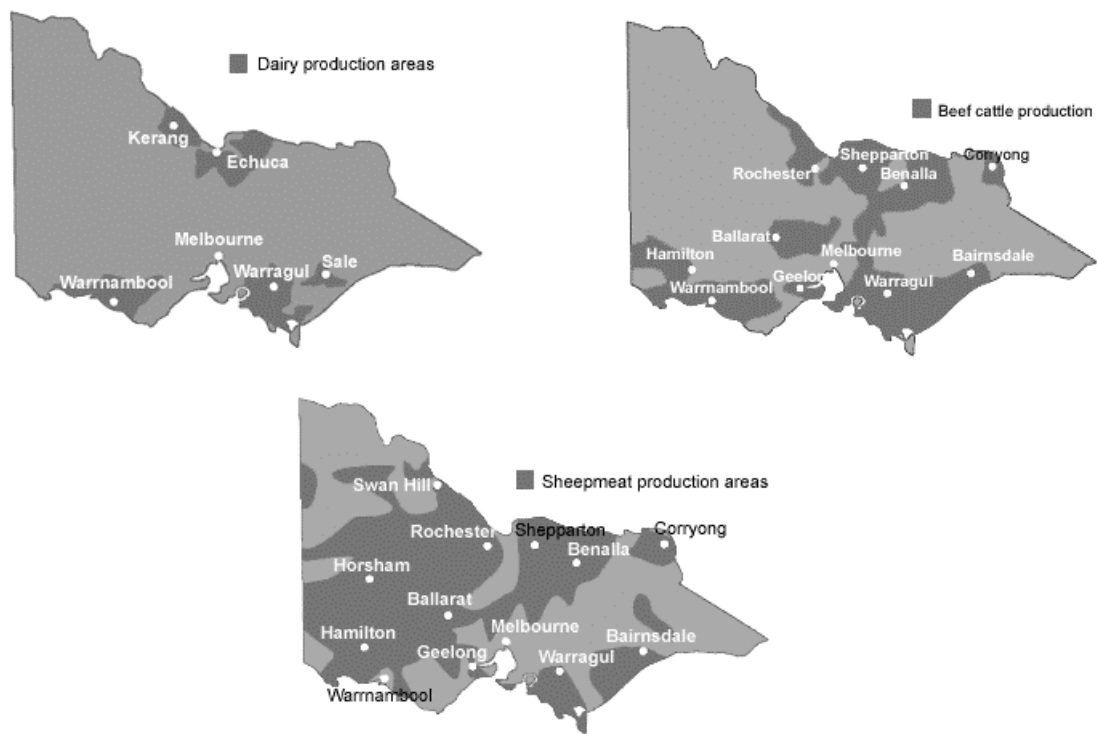 Dairy production areas
Kerang
Echuca
Melbourne
Warragul
Sale
Warrnambool
Beef cattle production
Shepparton
Corryong
Rochester
Benalla
Ballarat
Hamilton
Melbourne
Bairnsdale
Geelon
Warragul
Warrnambool
Sheepmeat production areas
Swan Hill
Rochester
Shepparton
Corryong
Benalla
Horsham
Ballarat
Hamilton
Melbourne
Bairnsdale
Geelong
Warragul
Warrnambool